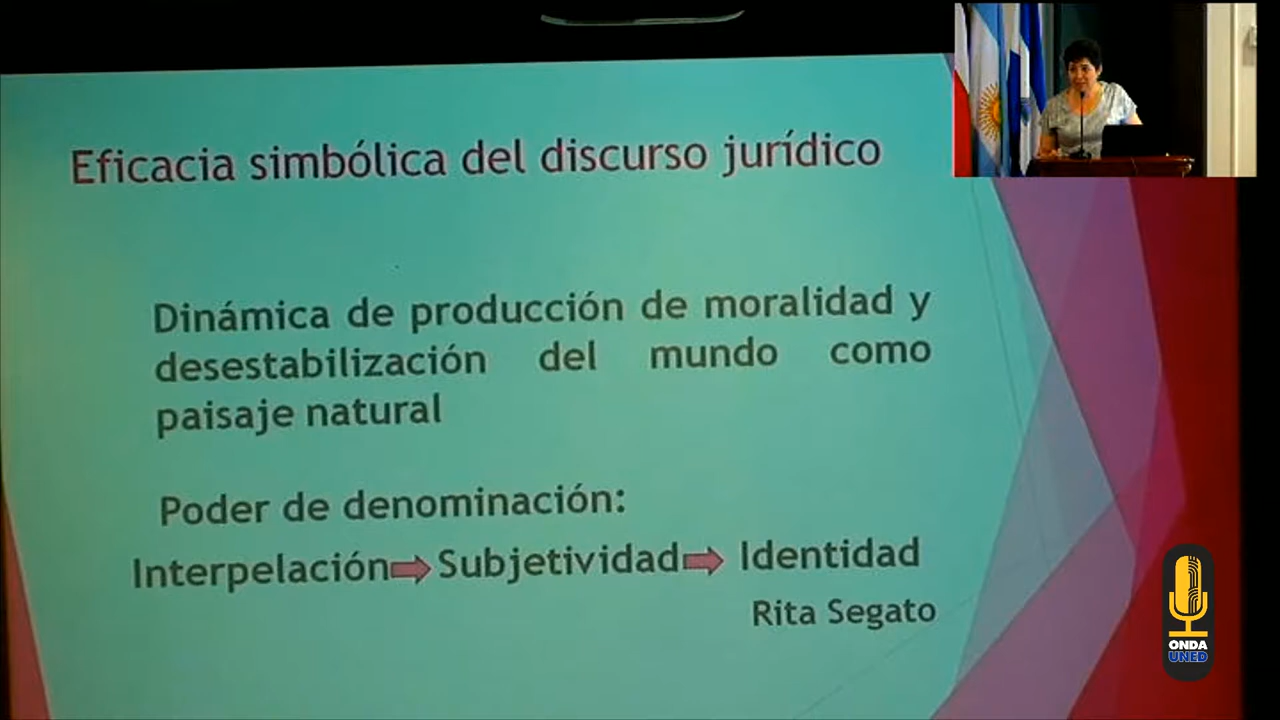 Eficacia simbólica del discurso jurídico
Dinámica de producción de moralidad y
desestabilización del mundo como
paisaje natural
Poder de denominación:
Interpelación Subjetividad Identidad
Rita Segato
ONDA
UNED